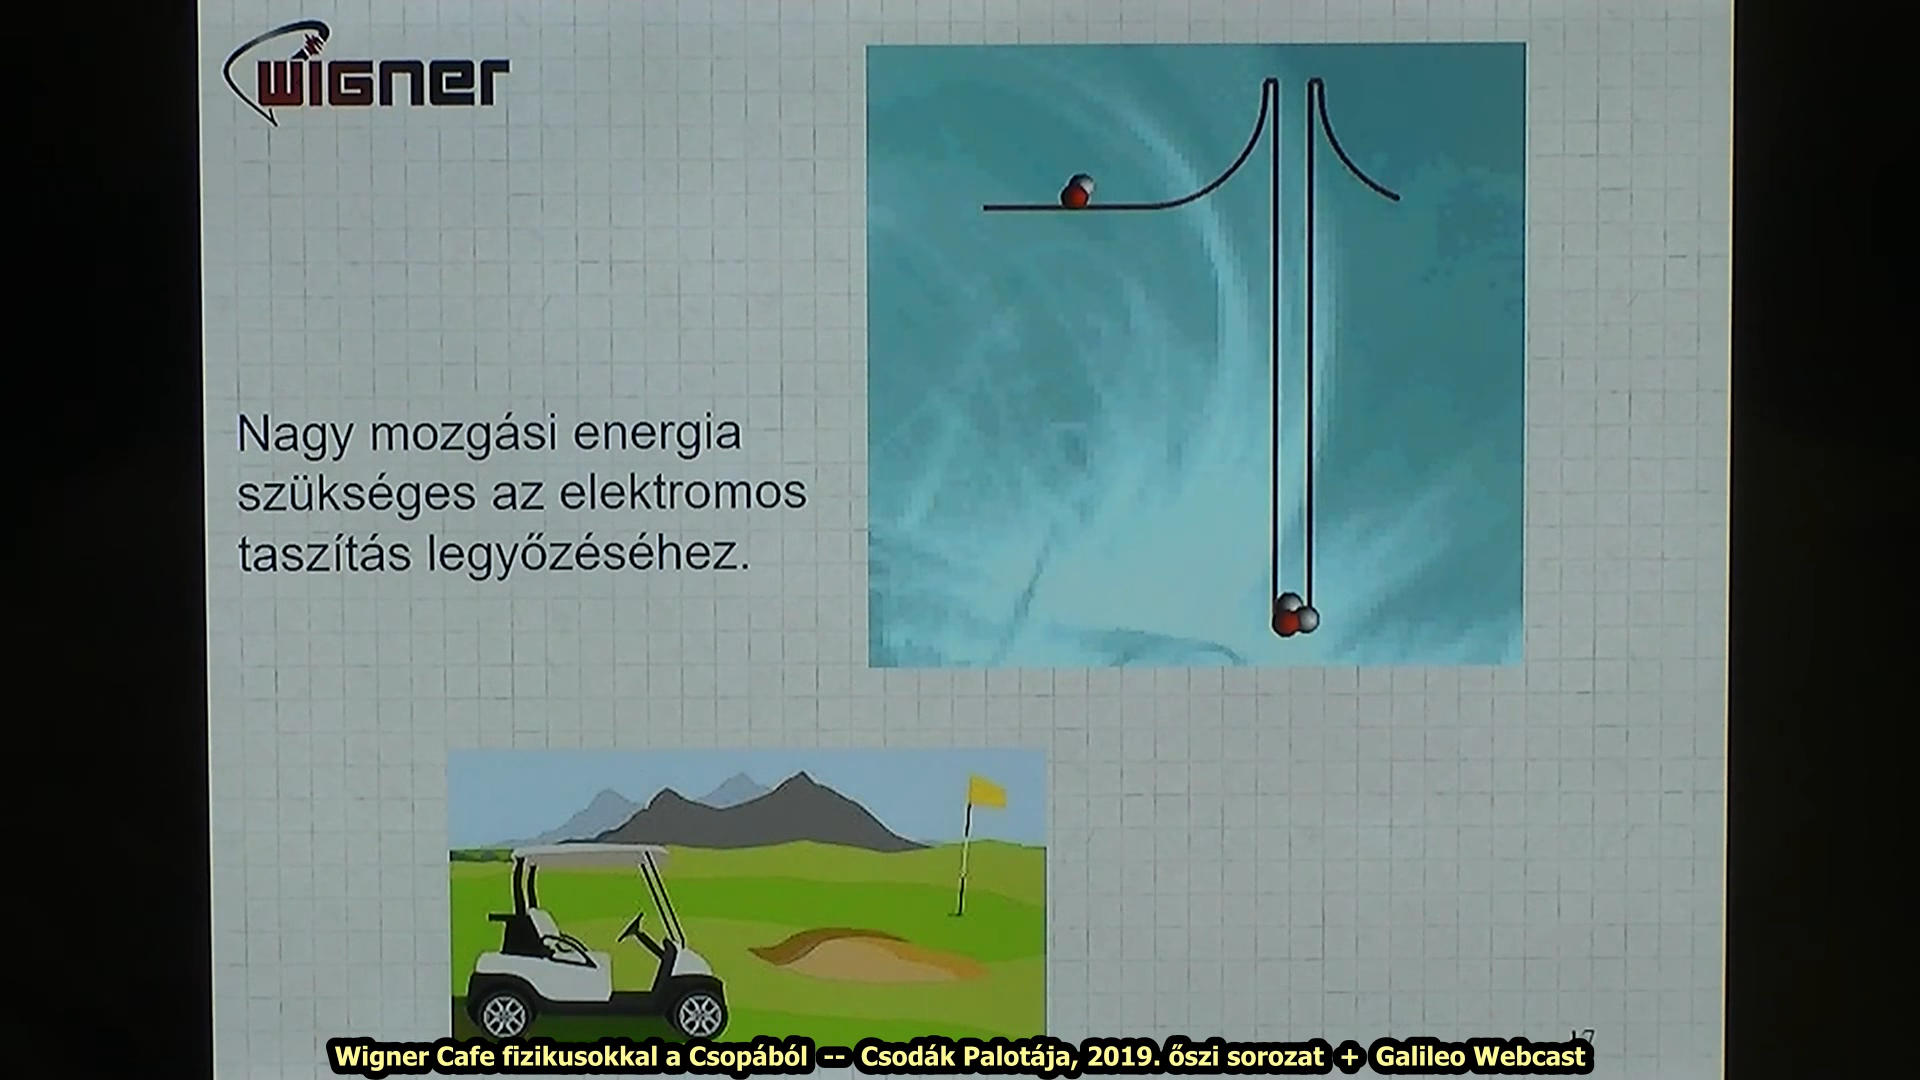 wigner
Nagy mozgási energia
szükséges az elektromos
taszítás legyőzéséhez.
17
Wigner Cafe fizikusokkal a Csopából -- Csodák Palotája, 2019. őszi sorozat + Galileo Webcast